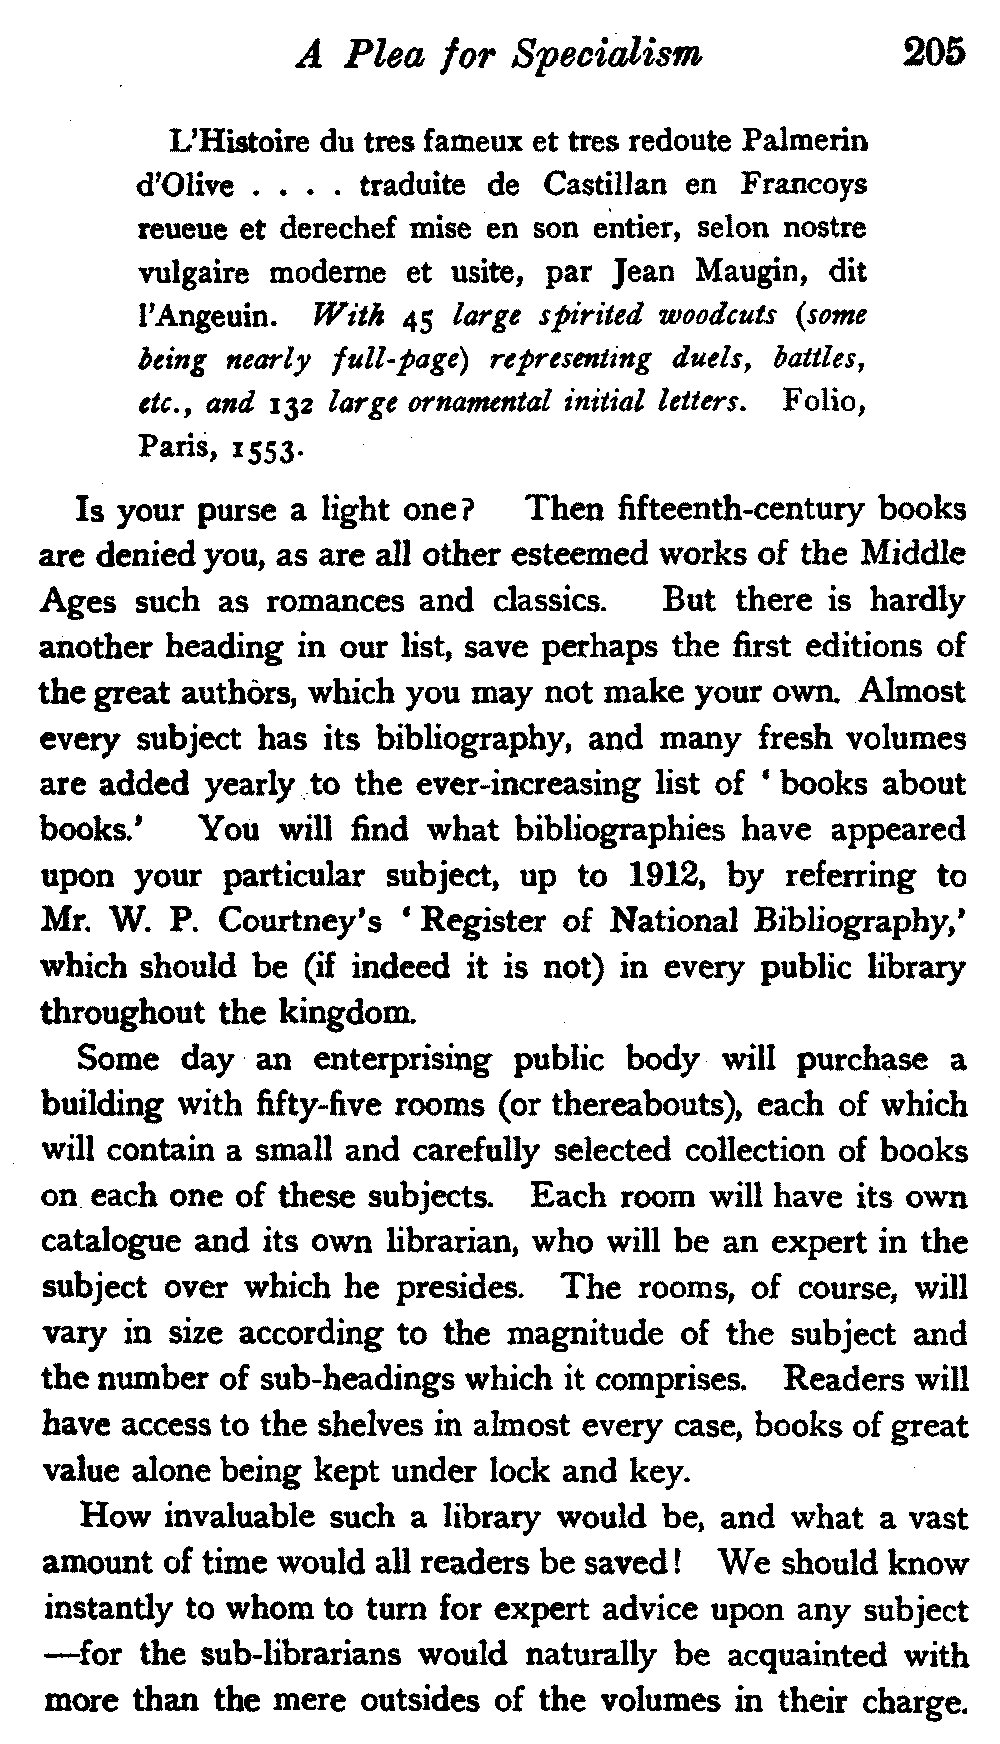 A Plea for Specialism 205
L'Histoire du tres fameux et tres redoute Palmerin
d'Olive . . . . traduite de Castillan en Francoys
reueue et derechef mise en son entier, selon nostre
vulgaire moderne et usite, par Jean Maugin, dit
l'Angeuin. With 45 large spirited woodcuts (some
being nearly full-page) representing duels, battles,
etc., and 132 large ornamental initial letters. Folio,
Paris, 1553.
Is your purse a light one? Then fifteenth-century books
are denied you, as are all other esteemed works of the Middle
Ages such as romances and classics. But there is hardly
another heading in our list, save perhaps the first editions of
the great authors, which you may not make your own. Almost
every subject has its bibliography, and many fresh volumes
are added yearly to the ever-increasing list of ' books about
books.' You will find what bibliographies have appeared
upon your particular subject, up to 1912, by referring to
Mr. W. P. Courtney's ' Register of National Bibliography,'
which should be (if indeed it is not) in every public library
throughout the kingdom.
Some day an enterprising public body will purchase a
building with fifty-five rooms (or thereabouts), each of which
will contain a small and carefully selected collection of books
on each one of these subjects. Each room will have its own
catalogue and its own librarian, who will be an expert in the
subject over which he presides. The rooms, of course, will
vary in size according to the magnitude of the subject and
the number of sub-headings which it comprises. Readers will
have access to the shelves in almost every case, books of great
value alone being kept under lock and key.
How invaluable such a library would be, and what a vast
amount of time would all readers be saved! We should know
instantly to whom to turn for expert advice upon any subject
—for the sub-librarians would naturally be acquainted with
more than the mere outsides of the volumes in their charge.